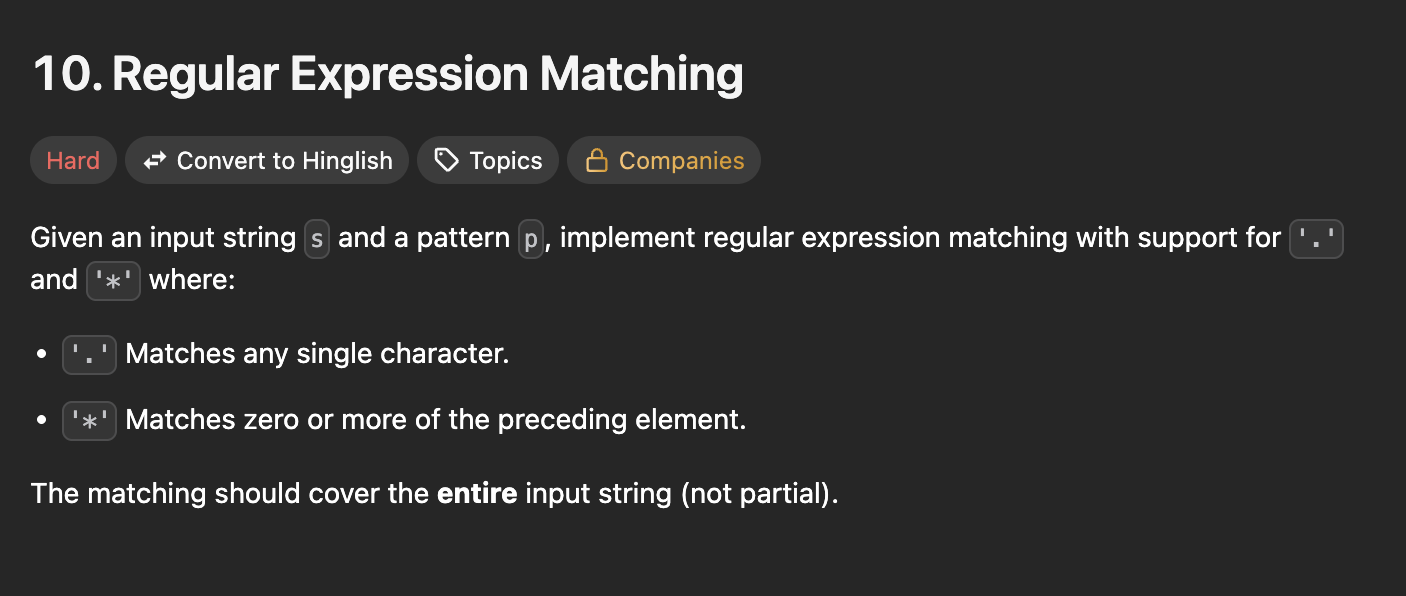 10. Regular Expression Matching
Hard Convert to Hinglish Topics Companies
Given an input string s and a pattern p, implement regular expression matching with support for '.'
and '*' where:
• '.' Matches any single character.
• '*' Matches zero or more of the preceding element.
The matching should cover the entire input string (not partial).